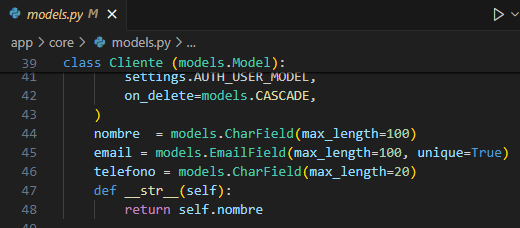 models.py M ×
app > core > models.py > ...
39 class Cliente (models.Model):
41 settings.AUTH_USER_MODEL,
42 on_delete=models.CASCADE,
43 )
44 nombre  = models.CharField(max_length=100)
45 email = models.EmailField(max_length=100, unique=True)
46 telefono = models.CharField(max_length=20)
47 def __str__(self):
48 return self.nombre